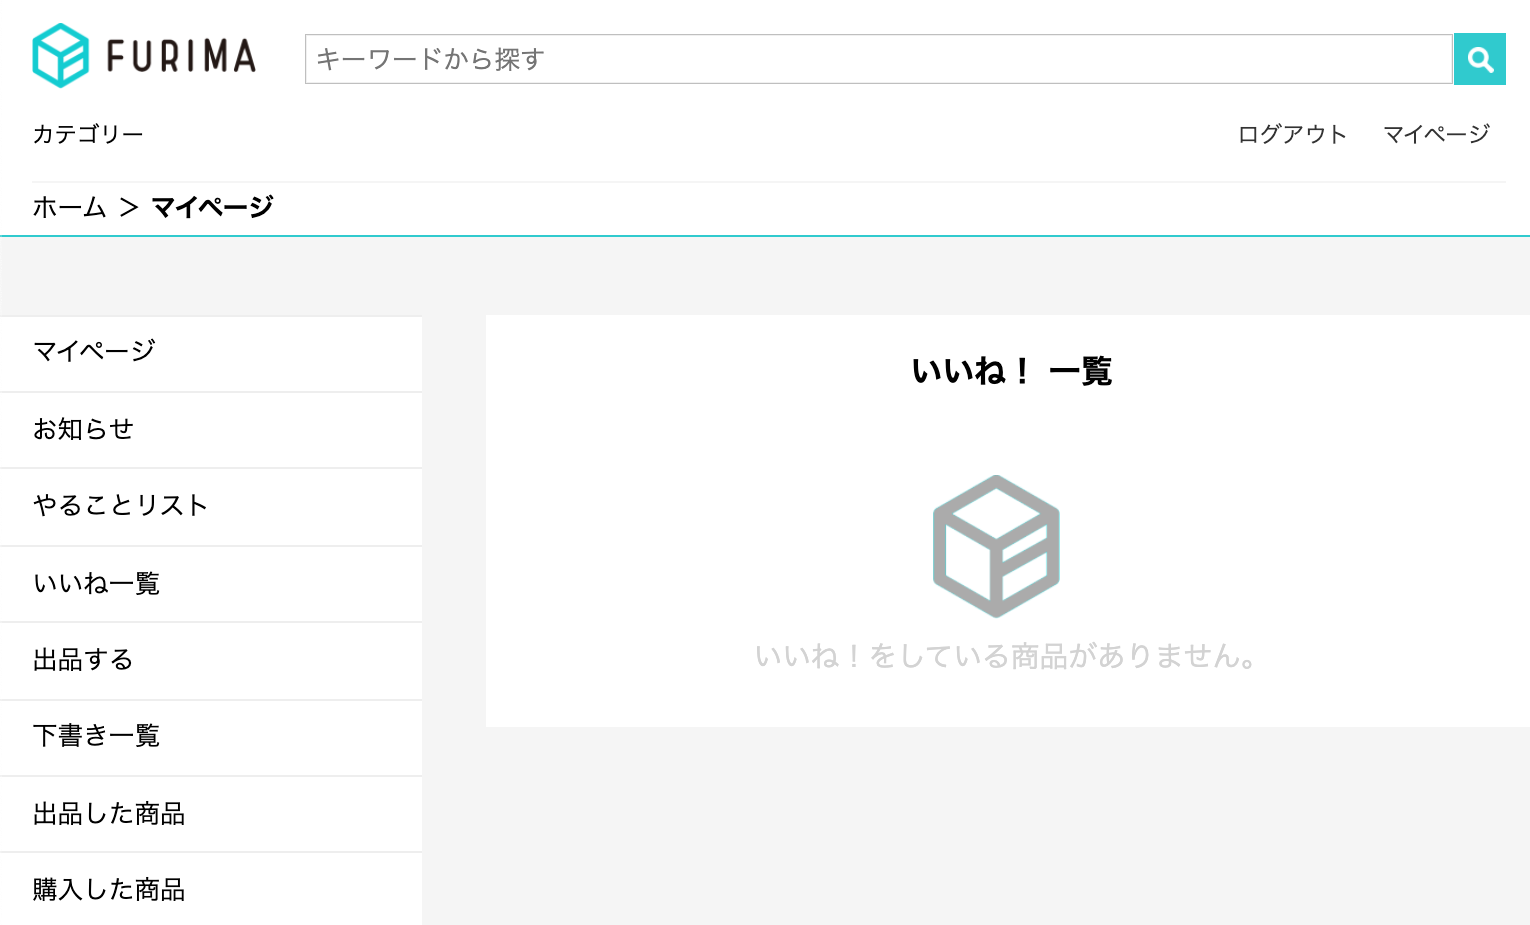 FURIMA
キーワードから探す
カテゴリー
ログアウト マイページ
ホーム ＞ マイページ
マイページ
お知らせ
やることリスト
いいね一覧
出品する
下書き一覧
出品した商品
購入した商品
いいね！ 一覧
いいね！をしている商品がありません。